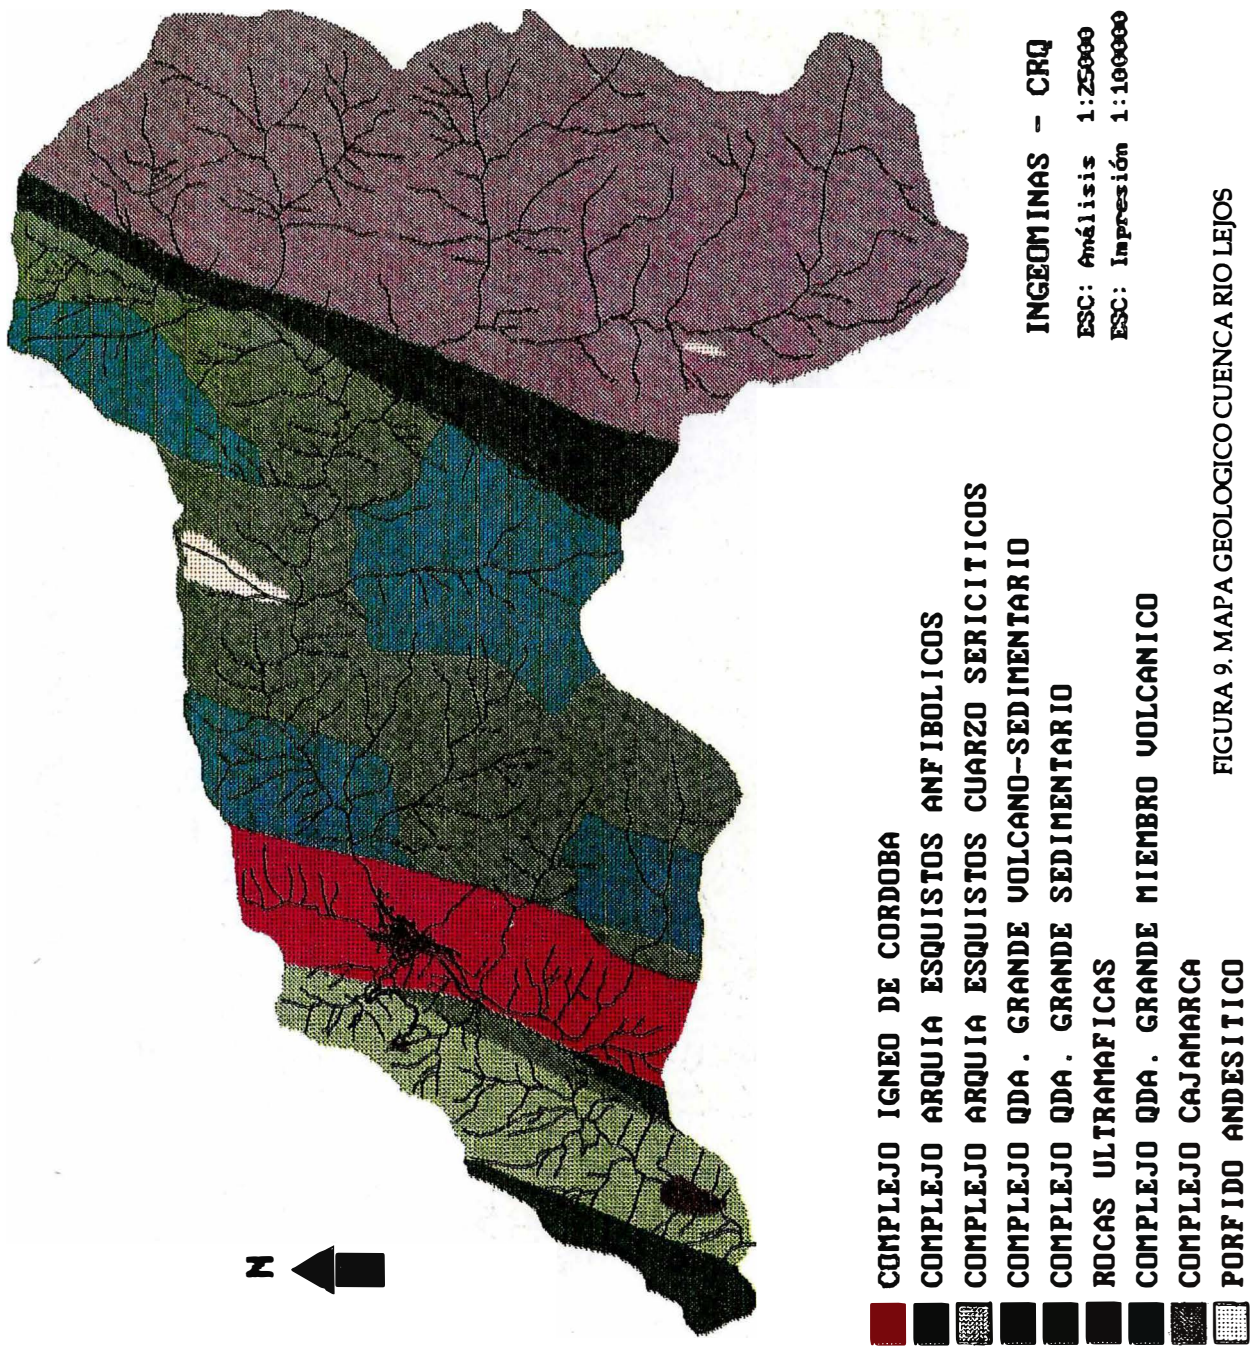 N
COMPLEJO IGNEO DE CORDOBA
COMPLEJO ARQUIA ESQUISTOS ANFIBOLICOS
COMPLEJO ARQUIA ESQUISTOS CUARZO SERICITICOS
COMPLEJO QDA. GRANDE VOLCANO-SEDIMENTARIO
COMPLEJO QDA. GRANDE SEDIMENTARIO
ROCAS ULTRAMAFICAS
COMPLEJO QDA. GRANDE MIEMBRO VOLCANICO
COMPLEJO CAJAMARCA
PORFIDO ANDESITICO
INGEOMINAS - CRQ
ESC: Análisis 1:25000
ESC: Impresión 1:100000
FIGURA 9. MAPA GEOLOGICO CUENCA RIO LEJOS